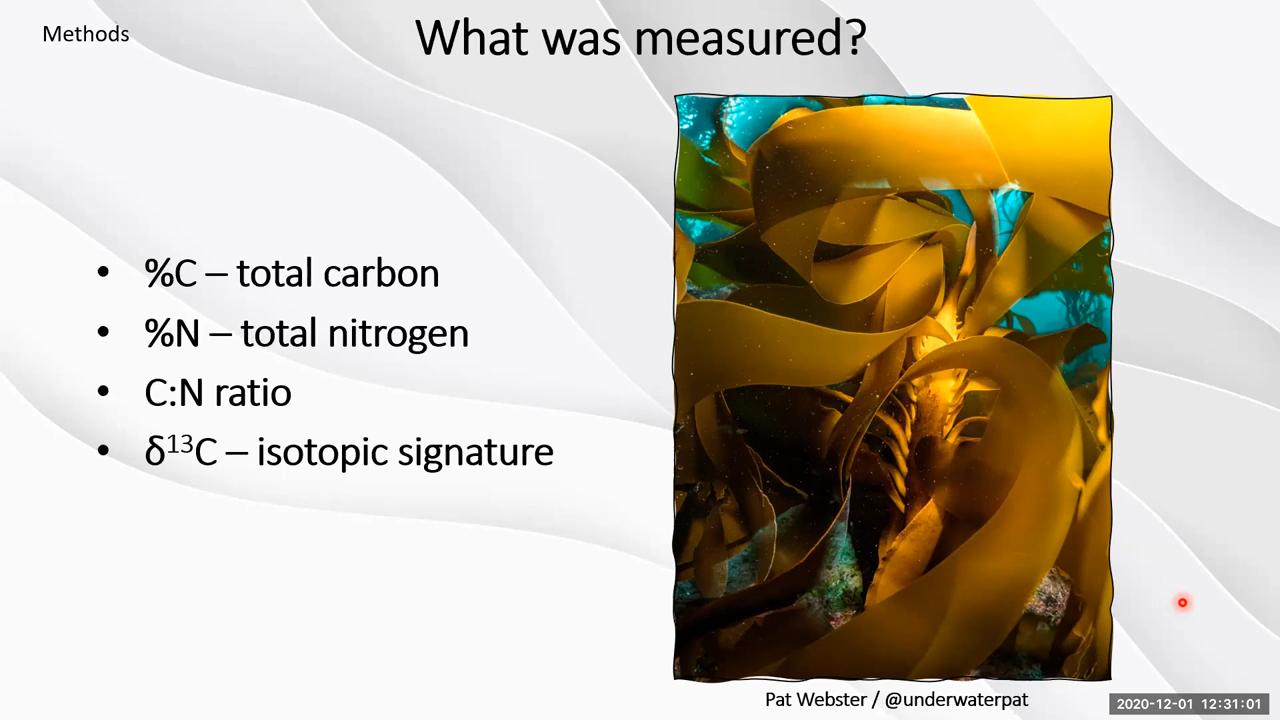 Methods
What was measured?
• %C – total carbon
• %N – total nitrogen
• C:N ratio
• δ¹³C – isotopic signature
Pat Webster / @underwaterpat
2020-12-01 12:31:01